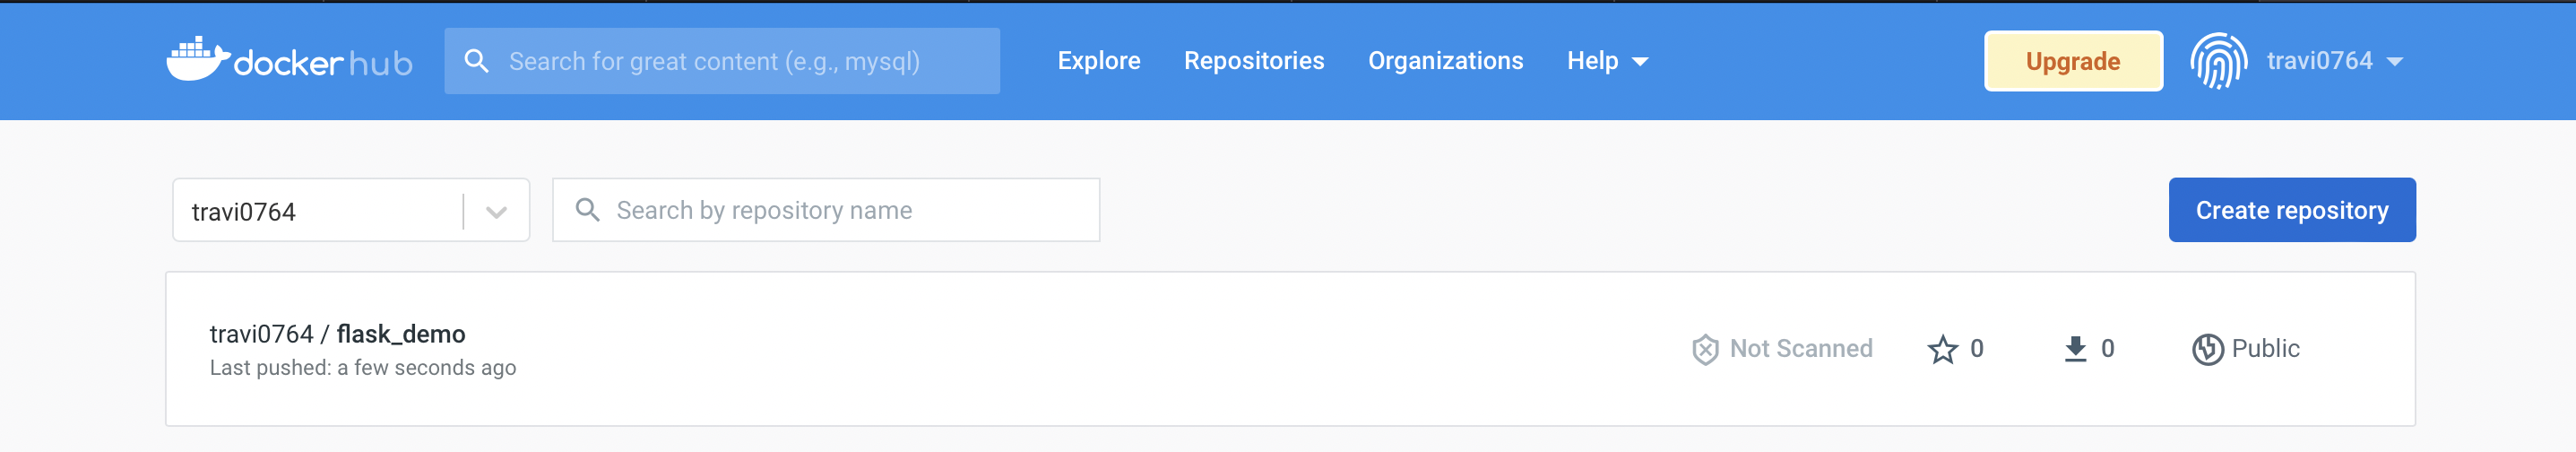 docker hub
Search for great content (e.g., mysql)
Explore
Repositories
Organizations
Help
Upgrade
travi0764
travi0764
Search by repository name
Create repository
travi0764 / flask_demo
Last pushed: a few seconds ago
Not Scanned
0
0
Public